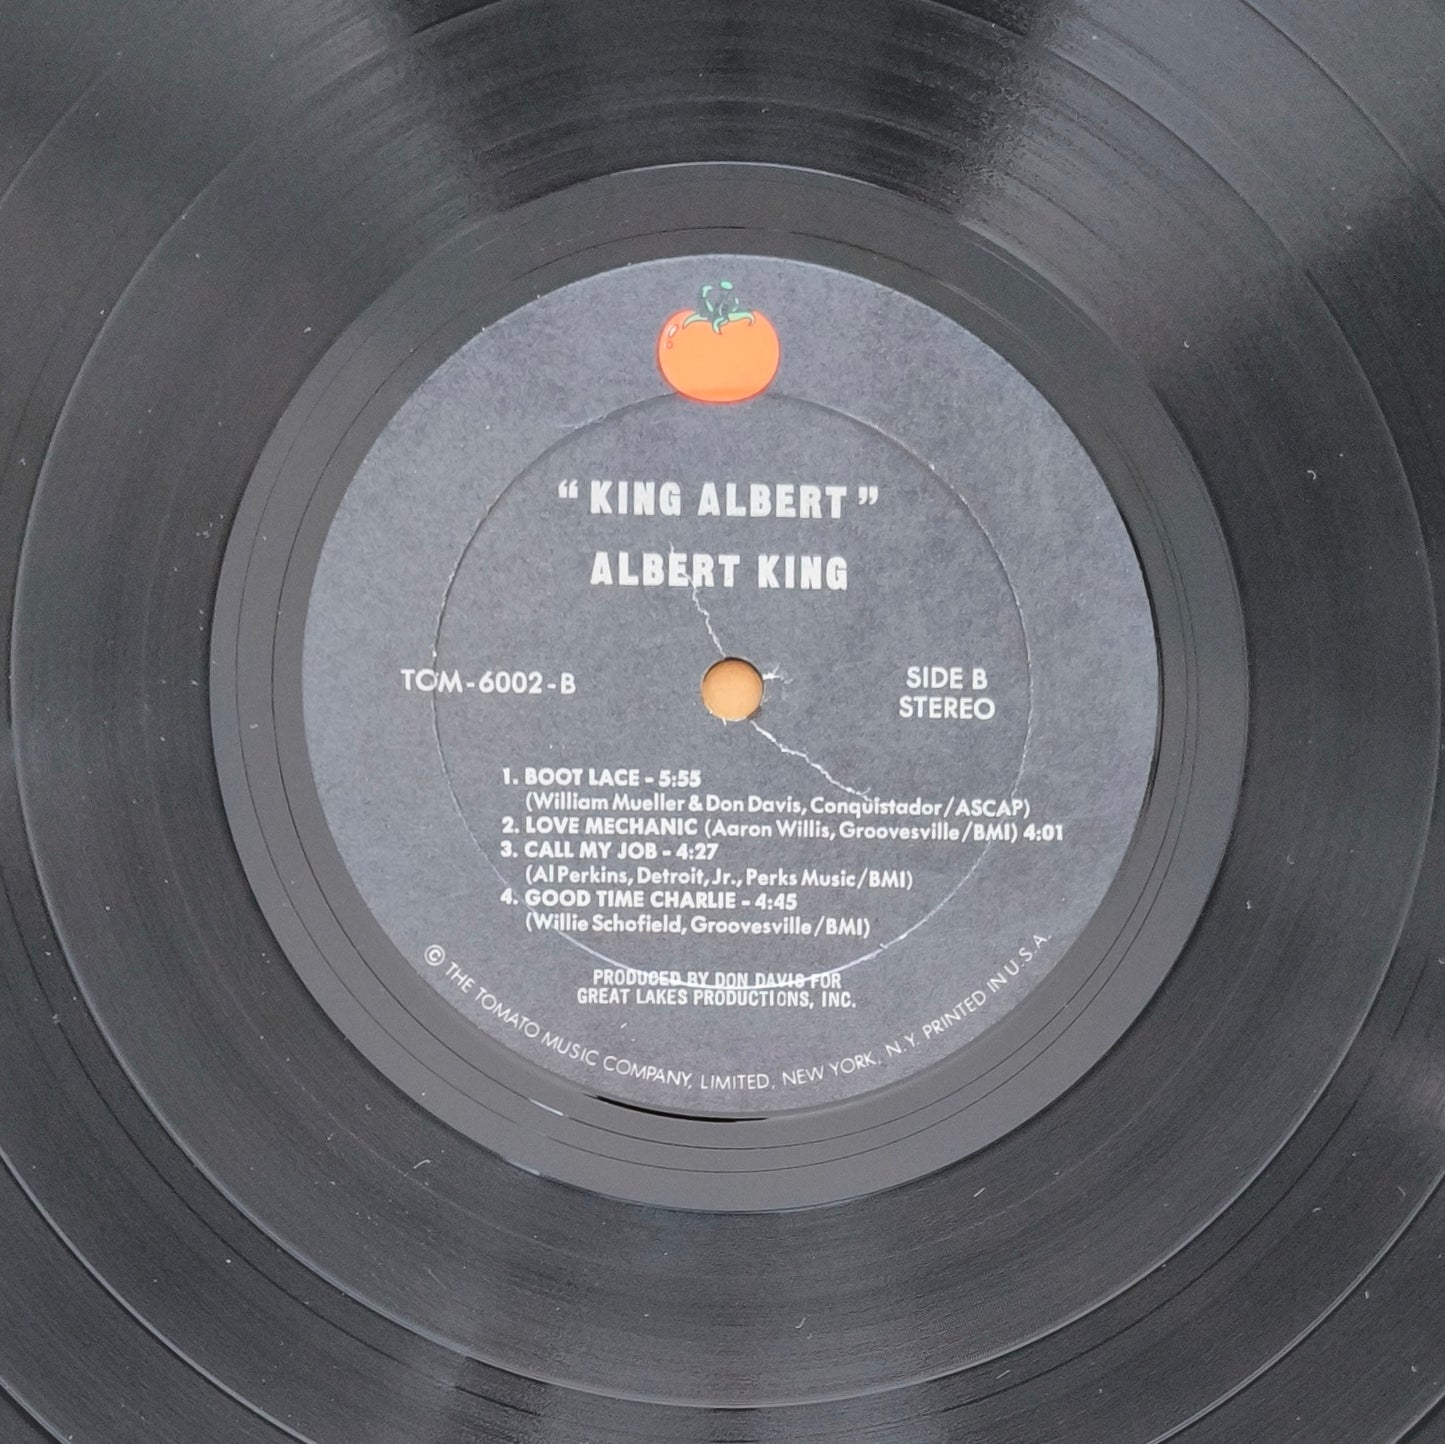 “KING ALBERT”
ALBERT KING
TOM-6002-B
SIDE B
STEREO
1. BOOT LACE - 5:55
(William Mueller & Don Davis, Conquistador/ASCAP)
2. LOVE MECHANIC (Aaron Willis, Groovesville/BMI) 4:01
3. CALL MY JOB - 4:27
(Al Perkins, Detroit, Jr., Perks Music/BMI)
4. GOOD TIME CHARLIE - 4:45
(Willie Schofield, Groovesville/BMI)
PRODUCED BY DON DAVIS FOR
GREAT LAKES PRODUCTIONS, INC.
© THE TOMATO MUSIC COMPANY, LIMITED, NEW YORK, N.Y. PRINTED IN U.S.A.